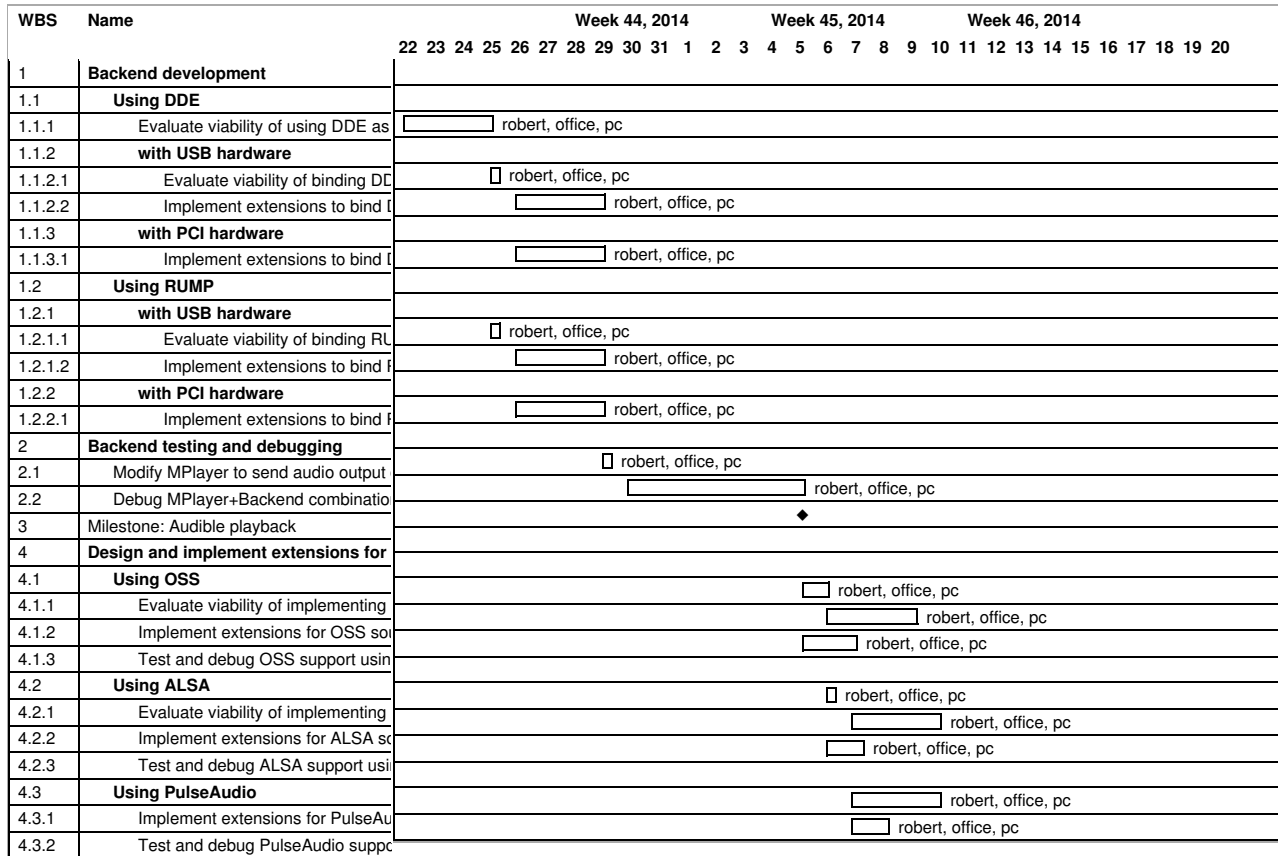 WBS Name Week 44, 2014 Week 45, 2014 Week 46, 2014
22 23 24 25 26 27 28 29 30 31 1 2 3 4 5 6 7 8 9 10 11 12 13 14 15 16 17 18 19 20
1 Backend development
1.1 Using DDE
1.1.1 Evaluate viability of using DDE as robert, office, pc
1.1.2 with USB hardware
1.1.2.1 Evaluate viability of binding robert, office, pc
1.1.2.2 Implement extensions to bind robert, office, pc
1.1.3 with PCI hardware
1.1.3.1 Implement extensions to bind robert, office, pc
1.2 Using RUMP
1.2.1 with USB hardware
1.2.1.1 Evaluate viability of binding robert, office, pc
1.2.1.2 Implement extensions to bind robert, office, pc
1.2.2 with PCI hardware
1.2.2.1 Implement extensions to bind robert, office, pc
2 Backend testing and debugging
2.1 Modify MPlayer to send audio output robert, office, pc
2.2 Debug MPlayer+Backend robert, office, pc
3 Milestone: Audible playback
4 Design and implement extensions for
4.1 Using OSS
4.1.1 Evaluate viability of implementing robert, office, pc
4.1.2 Implement extensions for OSS robert, office, pc
4.1.3 Test and debug OSS support robert, office, pc
4.2 Using ALSA
4.2.1 Evaluate viability of implementing robert, office, pc
4.2.2 Implement extensions for ALSA robert, office, pc
4.2.3 Test and debug ALSA support robert, office, pc
4.3 Using PulseAudio
4.3.1 Implement extensions for robert, office, pc
4.3.2 Test and debug PulseAudio robert, office, pc